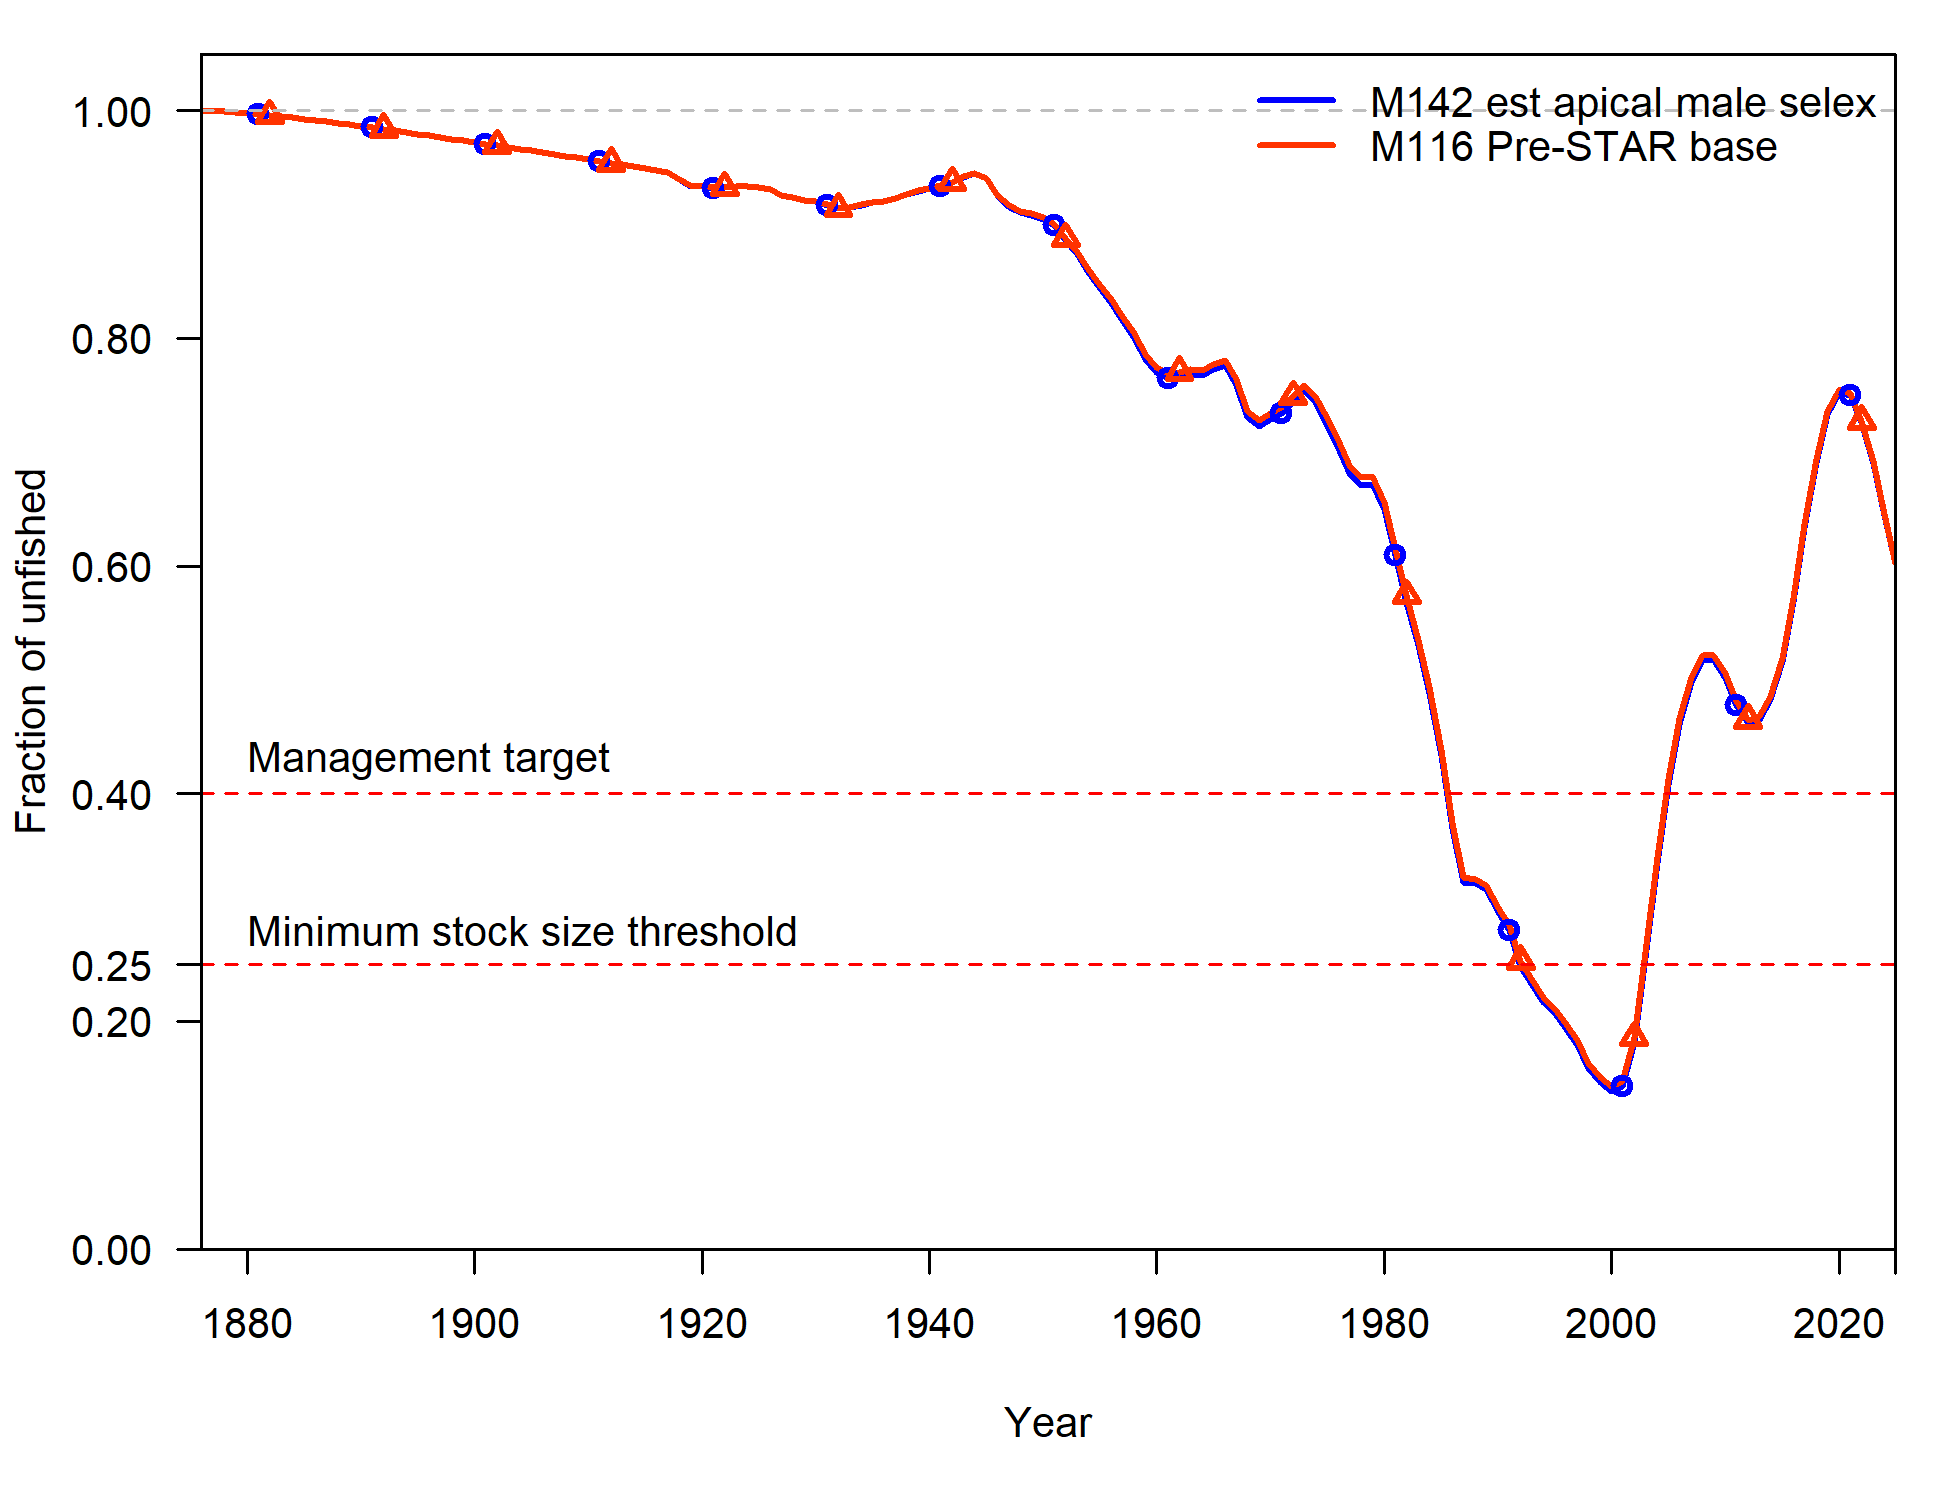 M142 est apical male selex
M116 Pre-STAR base
1.00
0.80
0.60
0.40
0.25
0.20
0.00
Fraction of unfished
Management target
Minimum stock size threshold
1880 1900 1920 1940 1960 1980 2000 2020
Year